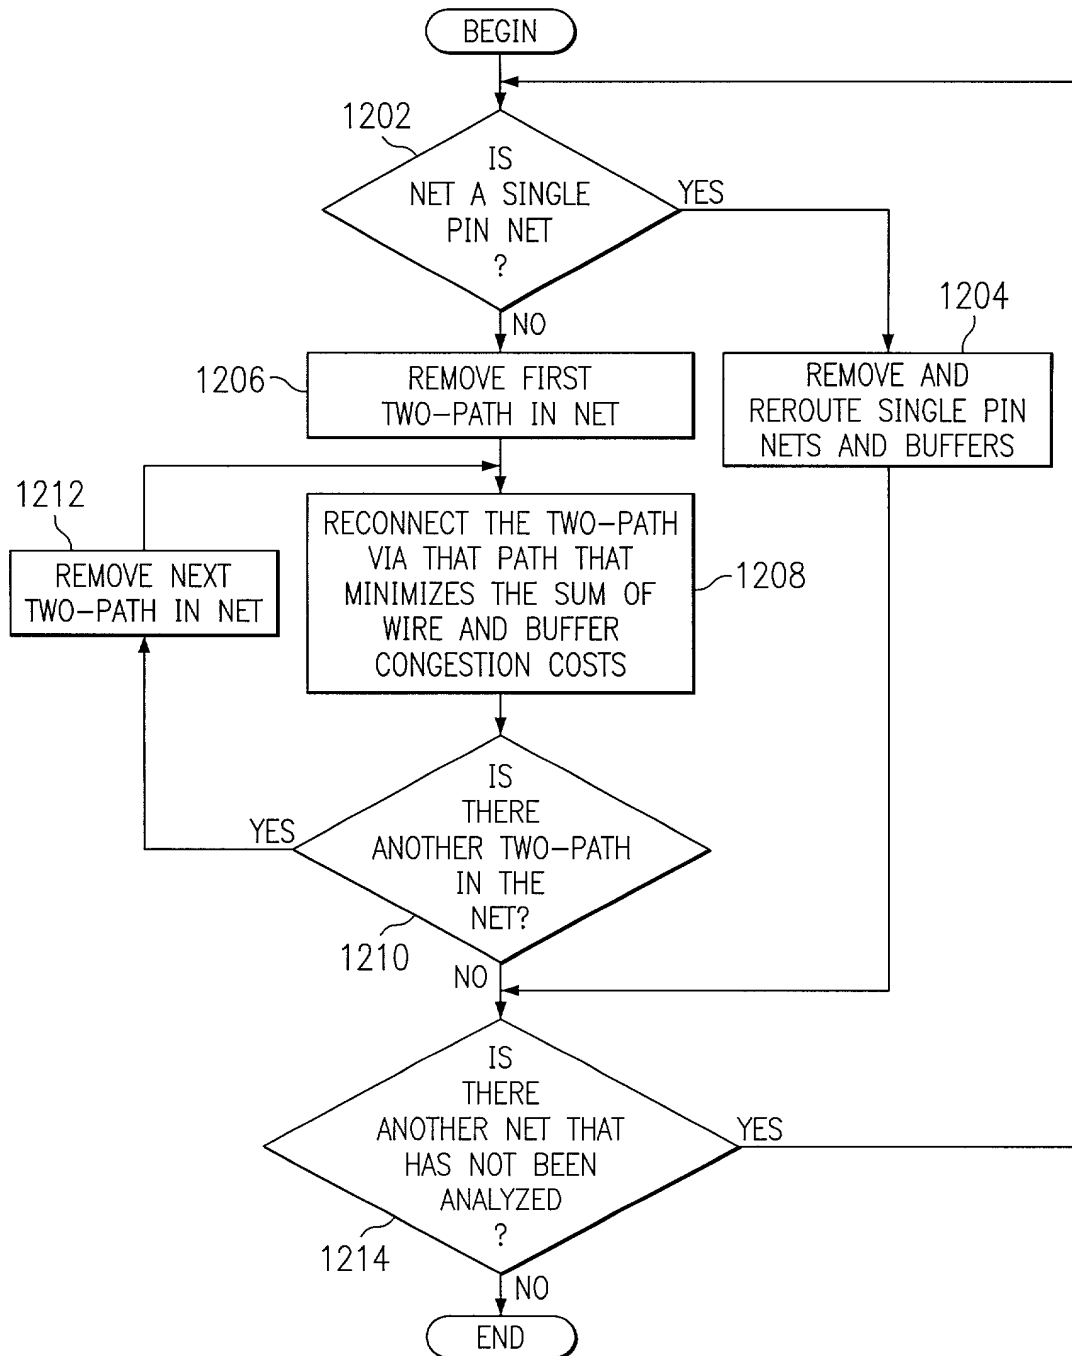 BEGIN
1202
IS
NET A SINGLE
PIN NET
?
YES
NO
1204
REMOVE AND
REROUTE SINGLE PIN
NETS AND BUFFERS
1206
REMOVE FIRST
TWO-PATH IN NET
1212
REMOVE NEXT
TWO-PATH IN NET
RECONNECT THE TWO-PATH
VIA THAT PATH THAT
MINIMIZES THE SUM OF
WIRE AND BUFFER
CONGESTION COSTS
1208
IS
THERE
ANOTHER TWO-PATH
IN THE
NET?
YES
1210
NO
IS
THERE
ANOTHER NET THAT
HAS NOT BEEN
ANALYZED
?
YES
1214
NO
END